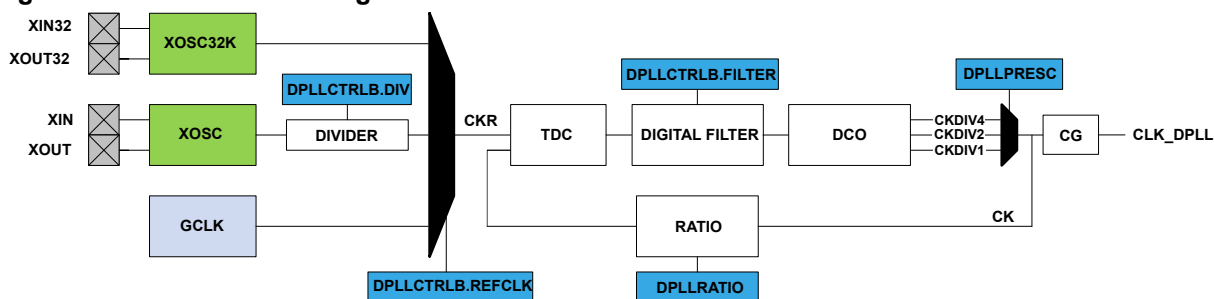 XIN32
XOUT32
XOSC32K
DPLLCTRLB.DIV
DPLLCTRLB.FILTER
DPLLPRESC
XIN
XOUT
XOSC
DIVIDER
CKR
TDC
DIGITAL FILTER
DCO
CKDIV4
CKDIV2
CKDIV1
CG
CLK_DPLL
GCLK
RATIO
CK
DPLLCTRLB.REFCLK
DPLLRATIO